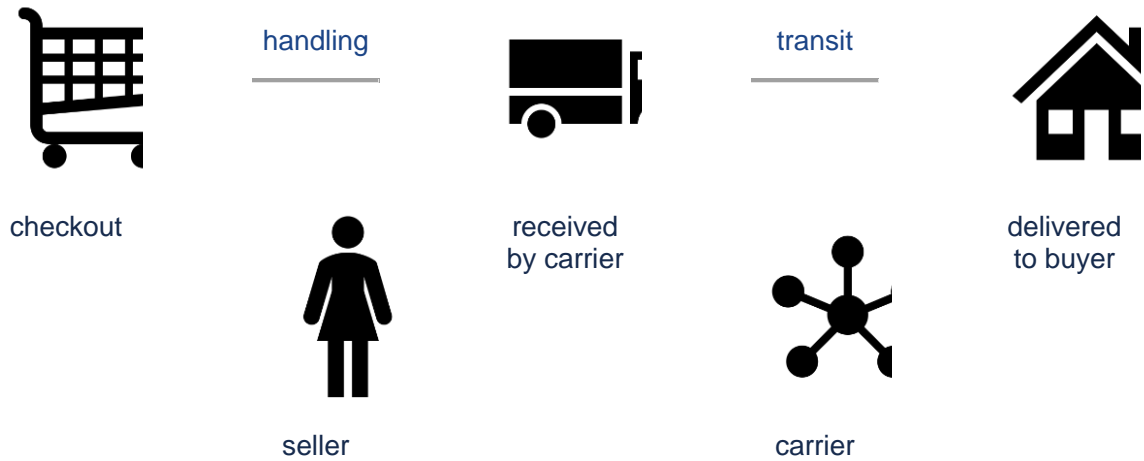 handling
transit
checkout
received
by carrier
delivered
to buyer
seller
carrier